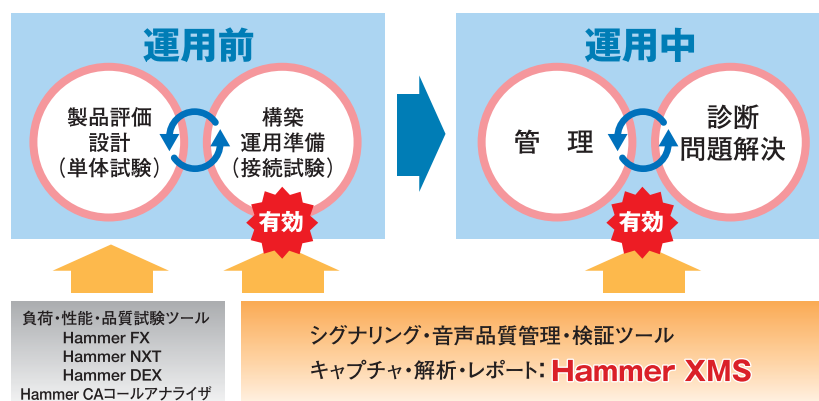 運用前
製品評価
設計
（単体試験）
構築
運用準備
（接続試験）
有効
運用中
管　理
診断
問題解決
有効
負荷・性能・品質試験ツール
Hammer FX
Hammer NXT
Hammer DEX
Hammer CAコールアナライザ
シグナリング・音声品質管理・検証ツール
キャプチャ・解析・レポート：Hammer XMS